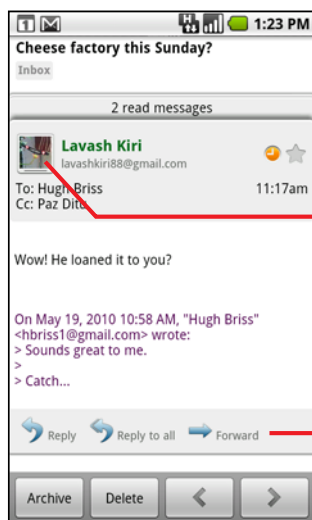 1 1:23 PM
Cheese factory this Sunday?
Inbox
2 read messages
Lavash Kiri
lavashkiri88@gmail.com
To: Hugh Briss 11:17am
Cc: Paz Dito
Wow! He loaned it to you?
On May 19, 2010 10:58 AM, "Hugh Briss"
<hbriss1@gmail.com> wrote:
> Sounds great to me.
>
> Catch...
Reply Reply to all Forward
Archive Delete